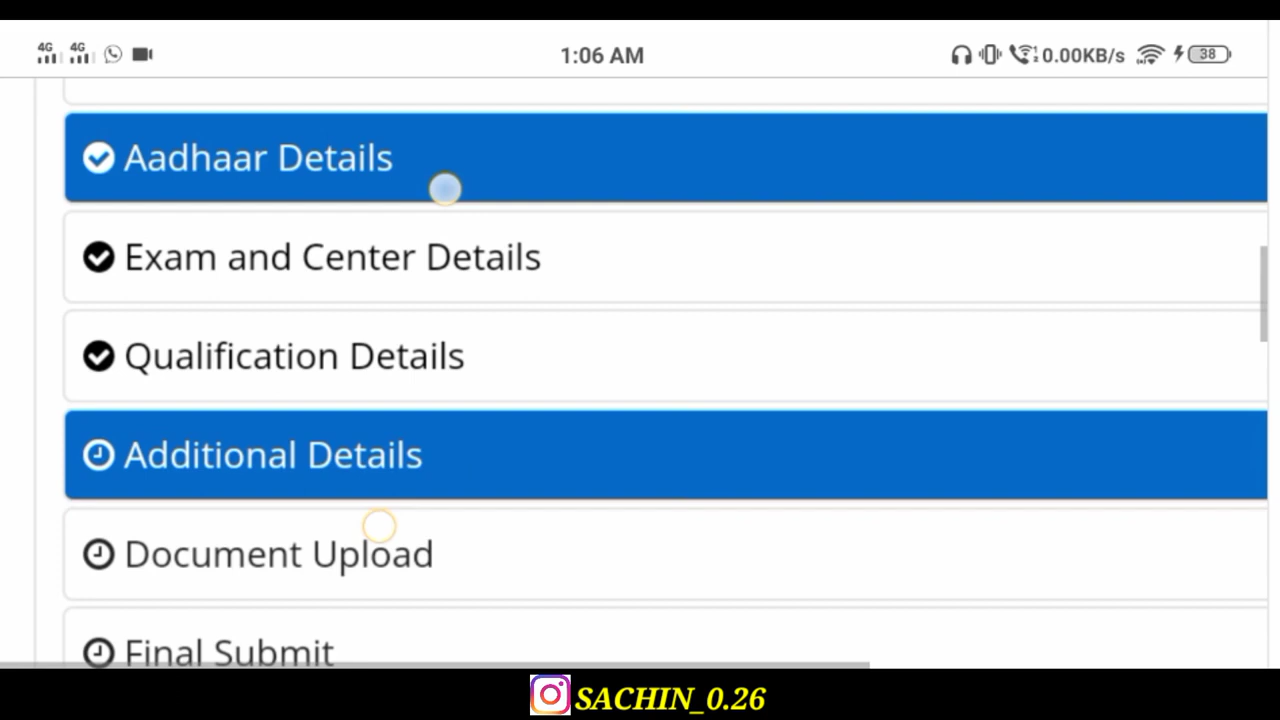 4G 4G 1:06 AM 0.00KB/s 38
Aadhaar Details
Exam and Center Details
Qualification Details
Additional Details
Document Upload
Final Submit
SACHIN_0.26